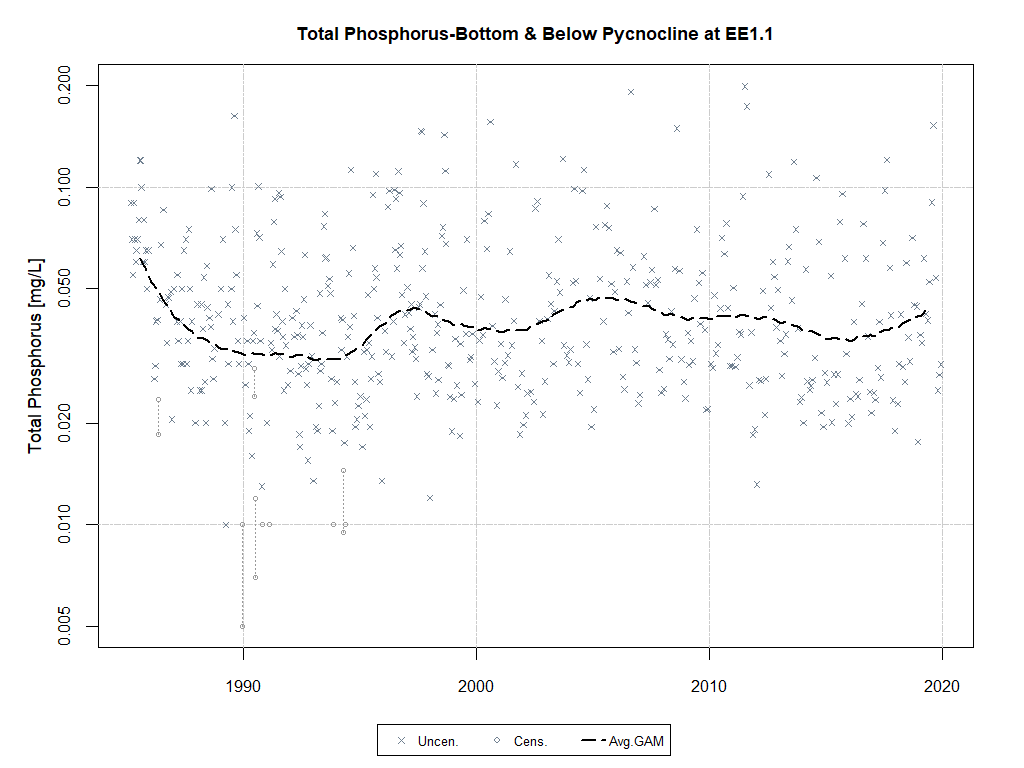 Total Phosphorus-Bottom & Below Pycnocline at EE1.1
Total Phosphorus [mg/L]
0.200
0.100
0.050
0.020
0.010
0.005
1990
2000
2010
2020
Uncen.
Cens.
Avg.GAM